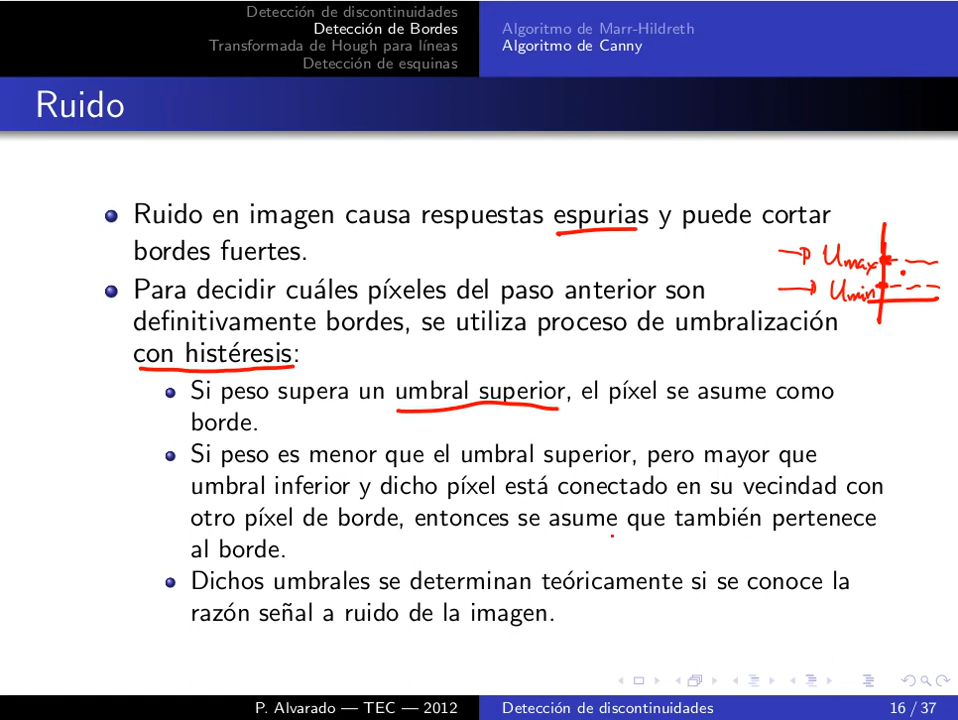 Detección de discontinuidades
Detección de Bordes
Transformada de Hough para líneas
Detección de esquinas
Algoritmo de Marr-Hildreth
Algoritmo de Canny
Ruido
Ruido en imagen causa respuestas espurias y puede cortar
bordes fuertes.
Umax
Umin
Para decidir cuáles píxeles del paso anterior son
definitivamente bordes, se utiliza proceso de umbralización
con histéresis:
Si peso supera un umbral superior, el píxel se asume como
borde.
Si peso es menor que el umbral superior, pero mayor que
umbral inferior y dicho píxel está conectado en su vecindad con
otro píxel de borde, entonces se asume que también pertenece
al borde.
Dichos umbrales se determinan teóricamente si se conoce la
razón señal a ruido de la imagen.
P. Alvarado — TEC — 2012
Detección de discontinuidades
16 / 37